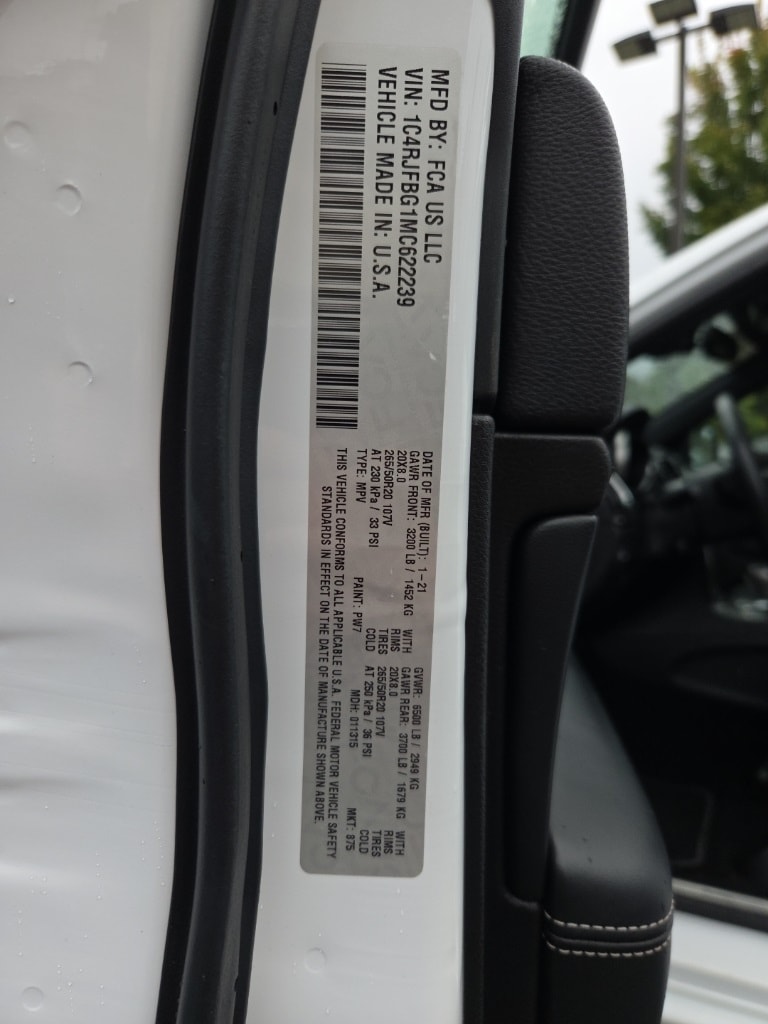 MFD BY: FCA US LLC
VIN: 1C4RJFBG1MC622239
VEHICLE MADE IN: U.S.A.
DATE OF MFR (BUILT): 1-21 GVWR: 6500 LB / 2949 KG
GAWR FRONT: 3200 LB / 1452 KG WITH GAWR REAR: 3700 LB / 1679 KG WITH
20X8.0 RIMS 20X8.0 RIMS
265/50R20 107V TIRES 265/50R20 107V TIRES
AT 230 kPa / 33 PSI COLD AT 250 kPa / 36 PSI COLD
TYPE: MPV PAINT: PW7 MDH: 011315 MKT: 875
THIS VEHICLE CONFORMS TO ALL APPLICABLE U.S.A. FEDERAL MOTOR VEHICLE SAFETY
STANDARDS IN EFFECT ON THE DATE OF MANUFACTURE SHOWN ABOVE.